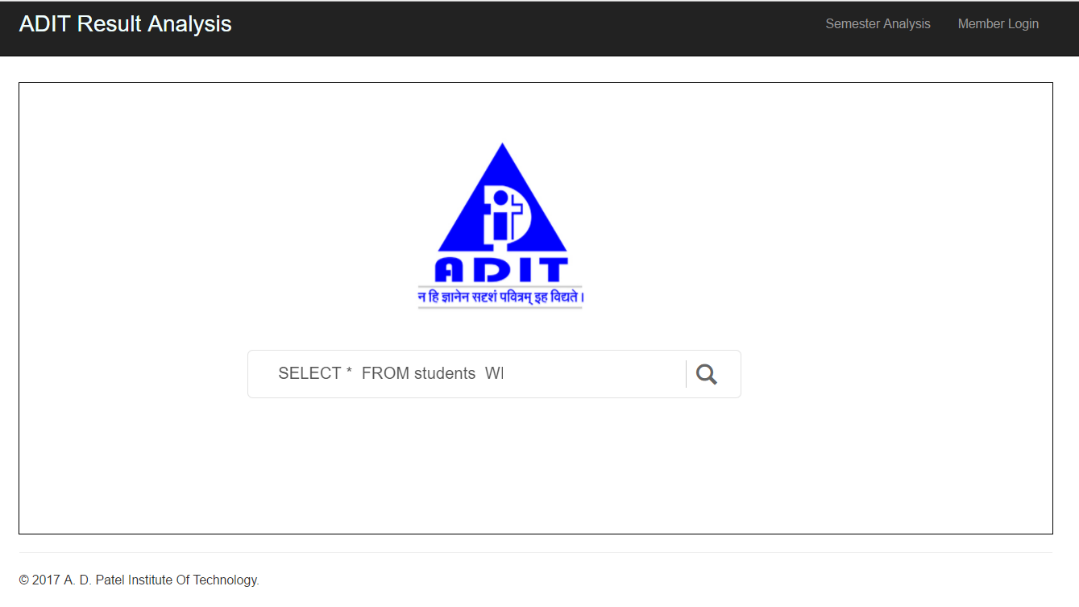 ADIT Result Analysis
Semester Analysis
Member Login
ADIT
न हि ज्ञानेन सदृशं पवित्रम् इह विद्यते ।
SELECT * FROM students WI
© 2017 A. D. Patel Institute Of Technology.